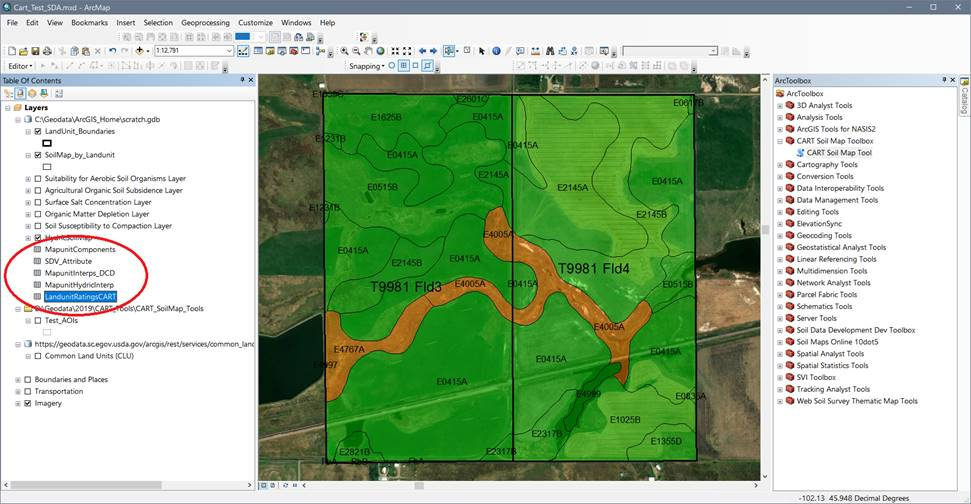 Cart_Test_SDA.mxd - ArcMap
File Edit View Bookmarks Insert Selection Geoprocessing Customize Windows Help
1:12,791
Editor
Snapping
Table Of Contents
Layers
C:\Geodata\ArcGIS_Home\scratch.gdb
LandUnit_Boundaries
SoilMap_by_Landunit
Suitability for Aerobic Soil Organisms Layer
Agricultural Organic Soil Subsidence Layer
Surface Salt Concentration Layer
Organic Matter Depletion Layer
Soil Susceptibility to Compaction Layer
HydricSoilMap
MapunitComponents
SDV_Attribute
MapunitInterps_DCD
MapunitHydricInterp
LandunitRatingsCART
D:\Geodata\2019\CART_Tools\CART_SoilMap_Tools
Test_AOIs
https://geodata.sc.egov.usda.gov/arcgis/rest/services/common_land
Common Land Units (CLU)
Boundaries and Places
Transportation
Imagery
E2601C
E0617B
E1625B
E0415A
E1231B
E0415A
E0415A
E2145A
E0515B
E2145A
E0415A
E1231B
E2145B
E4005A
E0415A
E0415A
E2145B
T9981 Fld4
T9981 Fld3
E4005A
E0415A
E0515B
E4005A
E4767A
E0415A
E0415A
E4997
E0415A
E4999
E1025B
E2317B
E1355D
E2821B
E2317B
ArcToolbox
ArcToolbox
3D Analyst Tools
Analysis Tools
ArcGIS Tools for NASIS2
CART Soil Map Toolbox
CART Soil Map Tool
Cartography Tools
Conversion Tools
Data Interoperability Tools
Data Management Tools
Editing Tools
ElevationSync
Geocoding Tools
Geostatistical Analyst Tools
Linear Referencing Tools
Multidimension Tools
Network Analyst Tools
Parcel Fabric Tools
Schematics Tools
Server Tools
Soil Data Development Dev Toolbox
Soil Maps Online 10dot5
Spatial Analyst Tools
Spatial Statistics Tools
SVI Toolbox
Tracking Analyst Tools
Web Soil Survey Thematic Map Tools
Catalog
-102.13 45.948 Decimal Degrees